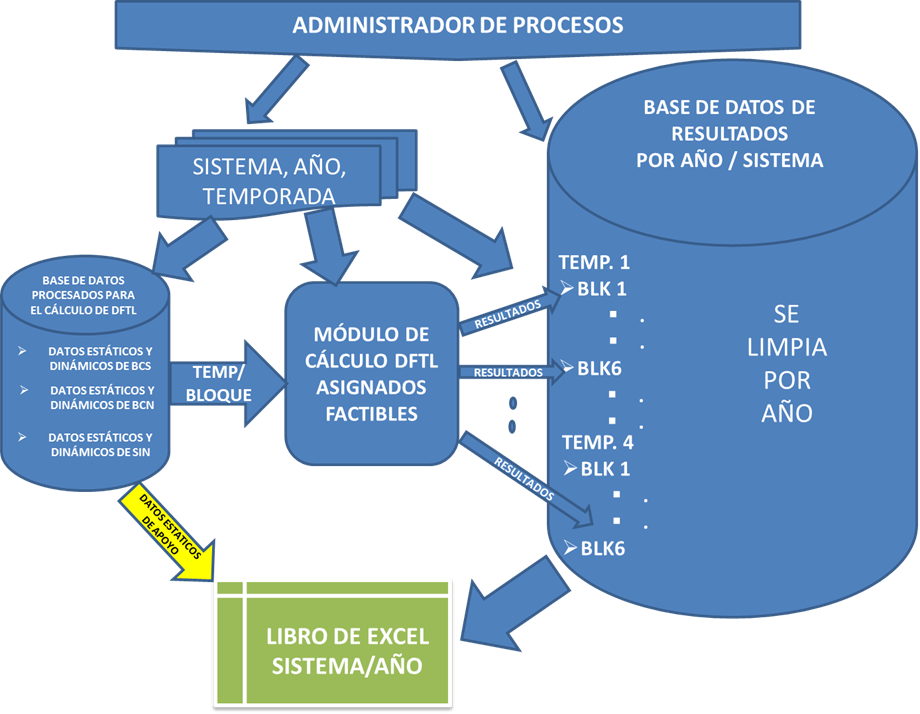 ADMINISTRADOR DE PROCESOS
SISTEMA, AÑO,
TEMPORADA
BASE DE DATOS DE
RESULTADOS
POR AÑO / SISTEMA
BASE DE DATOS
PROCESADOS PARA
EL CÁLCULO DE DFTL
DATOS ESTÁTICOS Y
DINÁMICOS DE BCS
DATOS ESTÁTICOS Y
DINÁMICOS DE BCN
DATOS ESTÁTICOS Y
DINÁMICOS DE SIN
TEMP/
BLOQUE
MÓDULO DE
CÁLCULO DFTL
ASIGNADOS
FACTIBLES
RESULTADOS
RESULTADOS
RESULTADOS
TEMP. 1
BLK 1
.
.
BLK6
.
.
TEMP. 4
BLK 1
.
.
BLK6
SE
LIMPIA
POR
AÑO
DATOS ESTATICOS
DE APOYO
LIBRO DE EXCEL
SISTEMA/AÑO